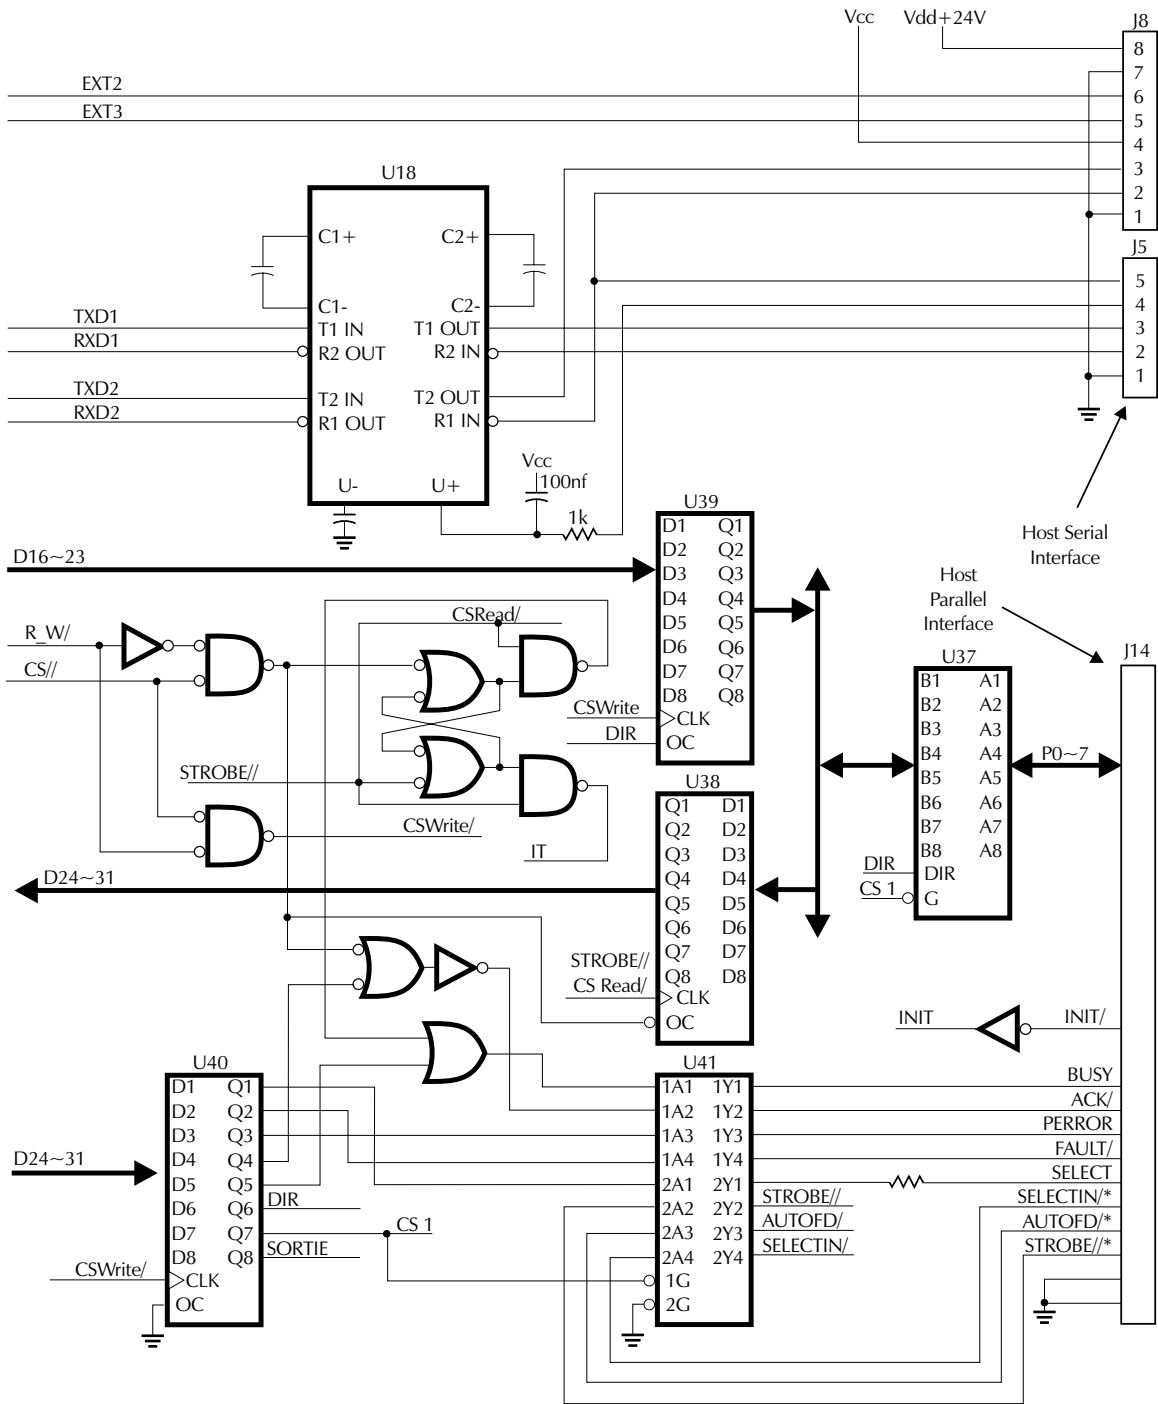 Vcc Vdd+24V
J8
8
7
6
5
4
3
2
1
EXT2
EXT3
U18
C1+ C2+
C1- C2-
T1 IN T1 OUT
R2 OUT R2 IN
T2 IN T2 OUT
R1 OUT R1 IN
U- U+
TXD1
RXD1
TXD2
RXD2
J5
5
4
3
2
1
Vcc
100nf
1k
Host Serial
Interface
D16~23
U39
D1 Q1
D2 Q2
D3 Q3
D4 Q4
D5 Q5
D6 Q6
D7 Q7
D8 Q8
CLK
OC
CSWrite
DIR
Host
Parallel
Interface
J14
R_W/
CS//
CSRead/
STROBE//
CSWrite/
IT
U37
B1 A1
B2 A2
B3 A3
B4 A4
B5 A5
B6 A6
B7 A7
B8 A8
DIR
G
DIR
CS 1
P0~7
U38
Q1 D1
Q2 D2
Q3 D3
Q4 D4
Q5 D5
Q6 D6
Q7 D7
Q8 D8
CLK
OC
STROBE//
CS Read/
D24~31
INIT INIT/
U40
D1 Q1
D2 Q2
D3 Q3
D4 Q4
D5 Q5
D6 Q6
D7 Q7
D8 Q8
CLK
OC
D24~31
CSWrite/
DIR
CS 1
SORTIE
U41
1A1 1Y1
1A2 1Y2
1A3 1Y3
1A4 1Y4
2A1 2Y1
2A2 2Y2
2A3 2Y3
2A4 2Y4
1G
2G
STROBE//
AUTOFD/
SELECTIN/
BUSY
ACK/
PERROR
FAULT/
SELECT
SELECTIN/*
AUTOFD/*
STROBE//*